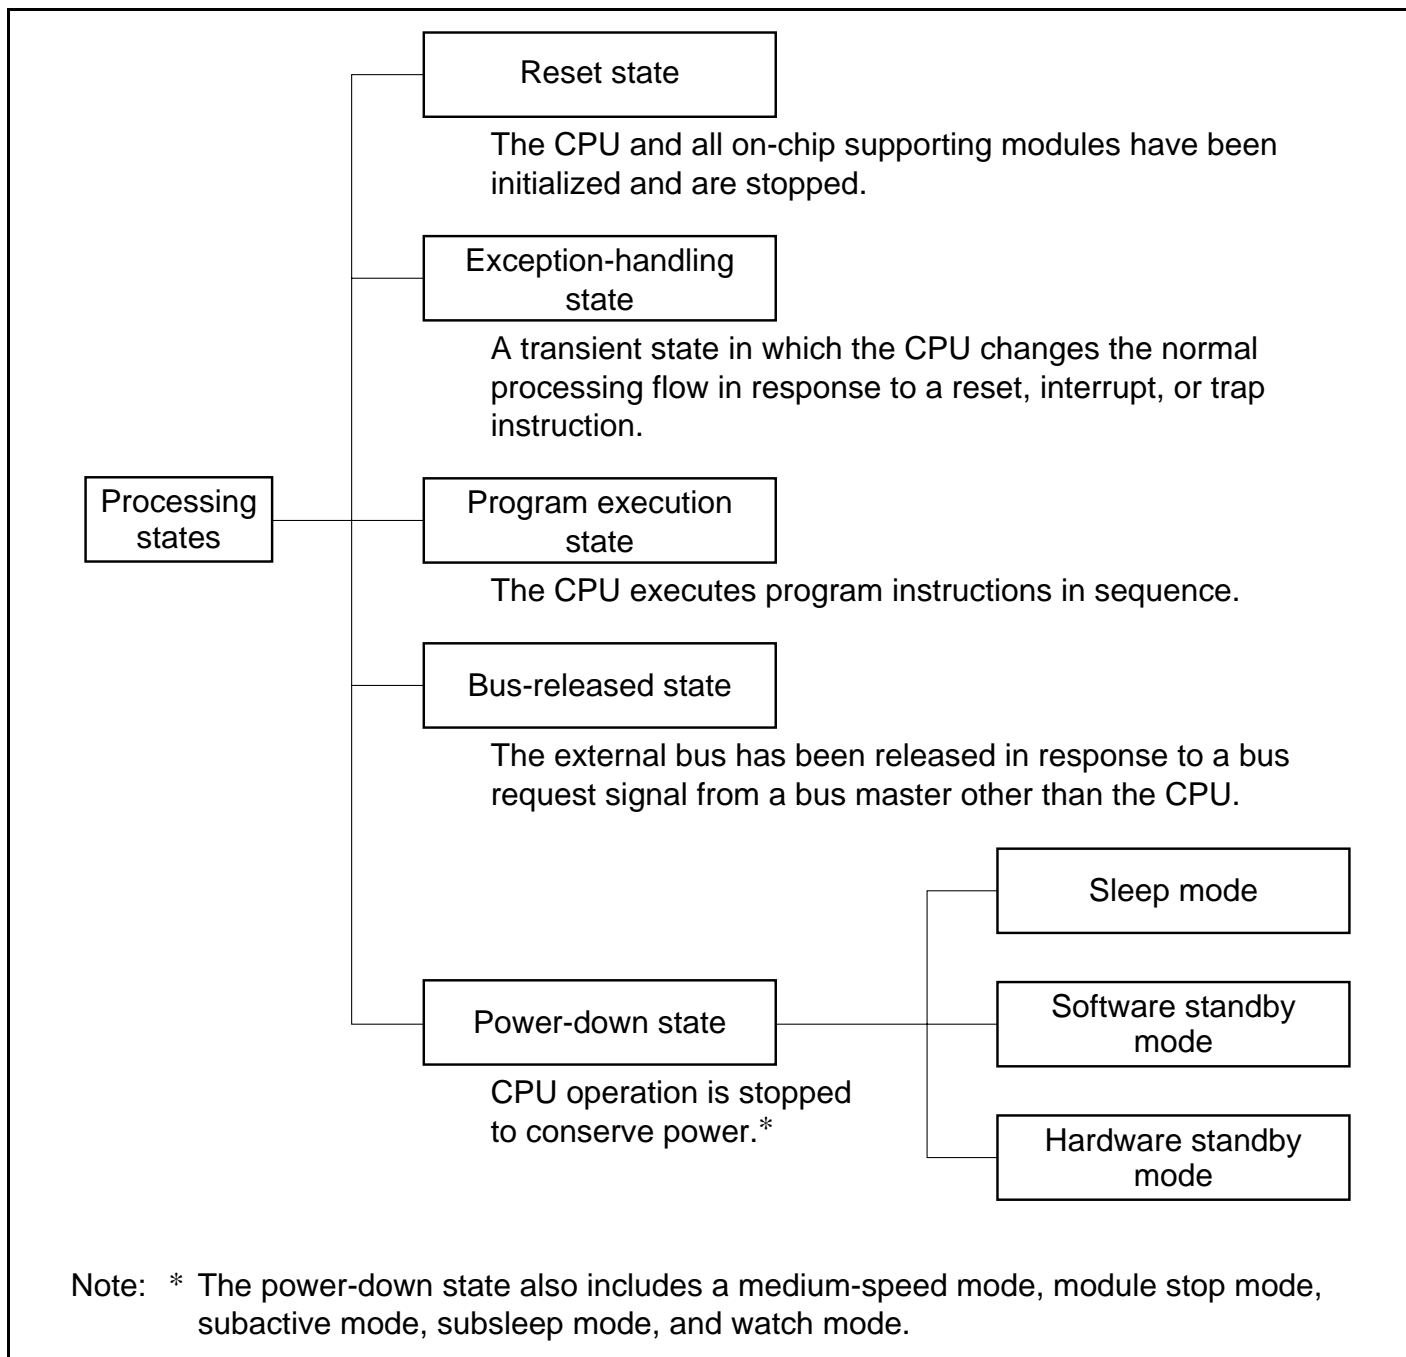 Reset state
The CPU and all on-chip supporting modules have been
initialized and are stopped.
Exception-handling
state
A transient state in which the CPU changes the normal
processing flow in response to a reset, interrupt, or trap
instruction.
Processing
states
Program execution
state
The CPU executes program instructions in sequence.
Bus-released state
The external bus has been released in response to a bus
request signal from a bus master other than the CPU.
Power-down state
CPU operation is stopped
to conserve power.*
Sleep mode
Software standby
mode
Hardware standby
mode
Note: * The power-down state also includes a medium-speed mode, module stop mode,
subactive mode, subsleep mode, and watch mode.